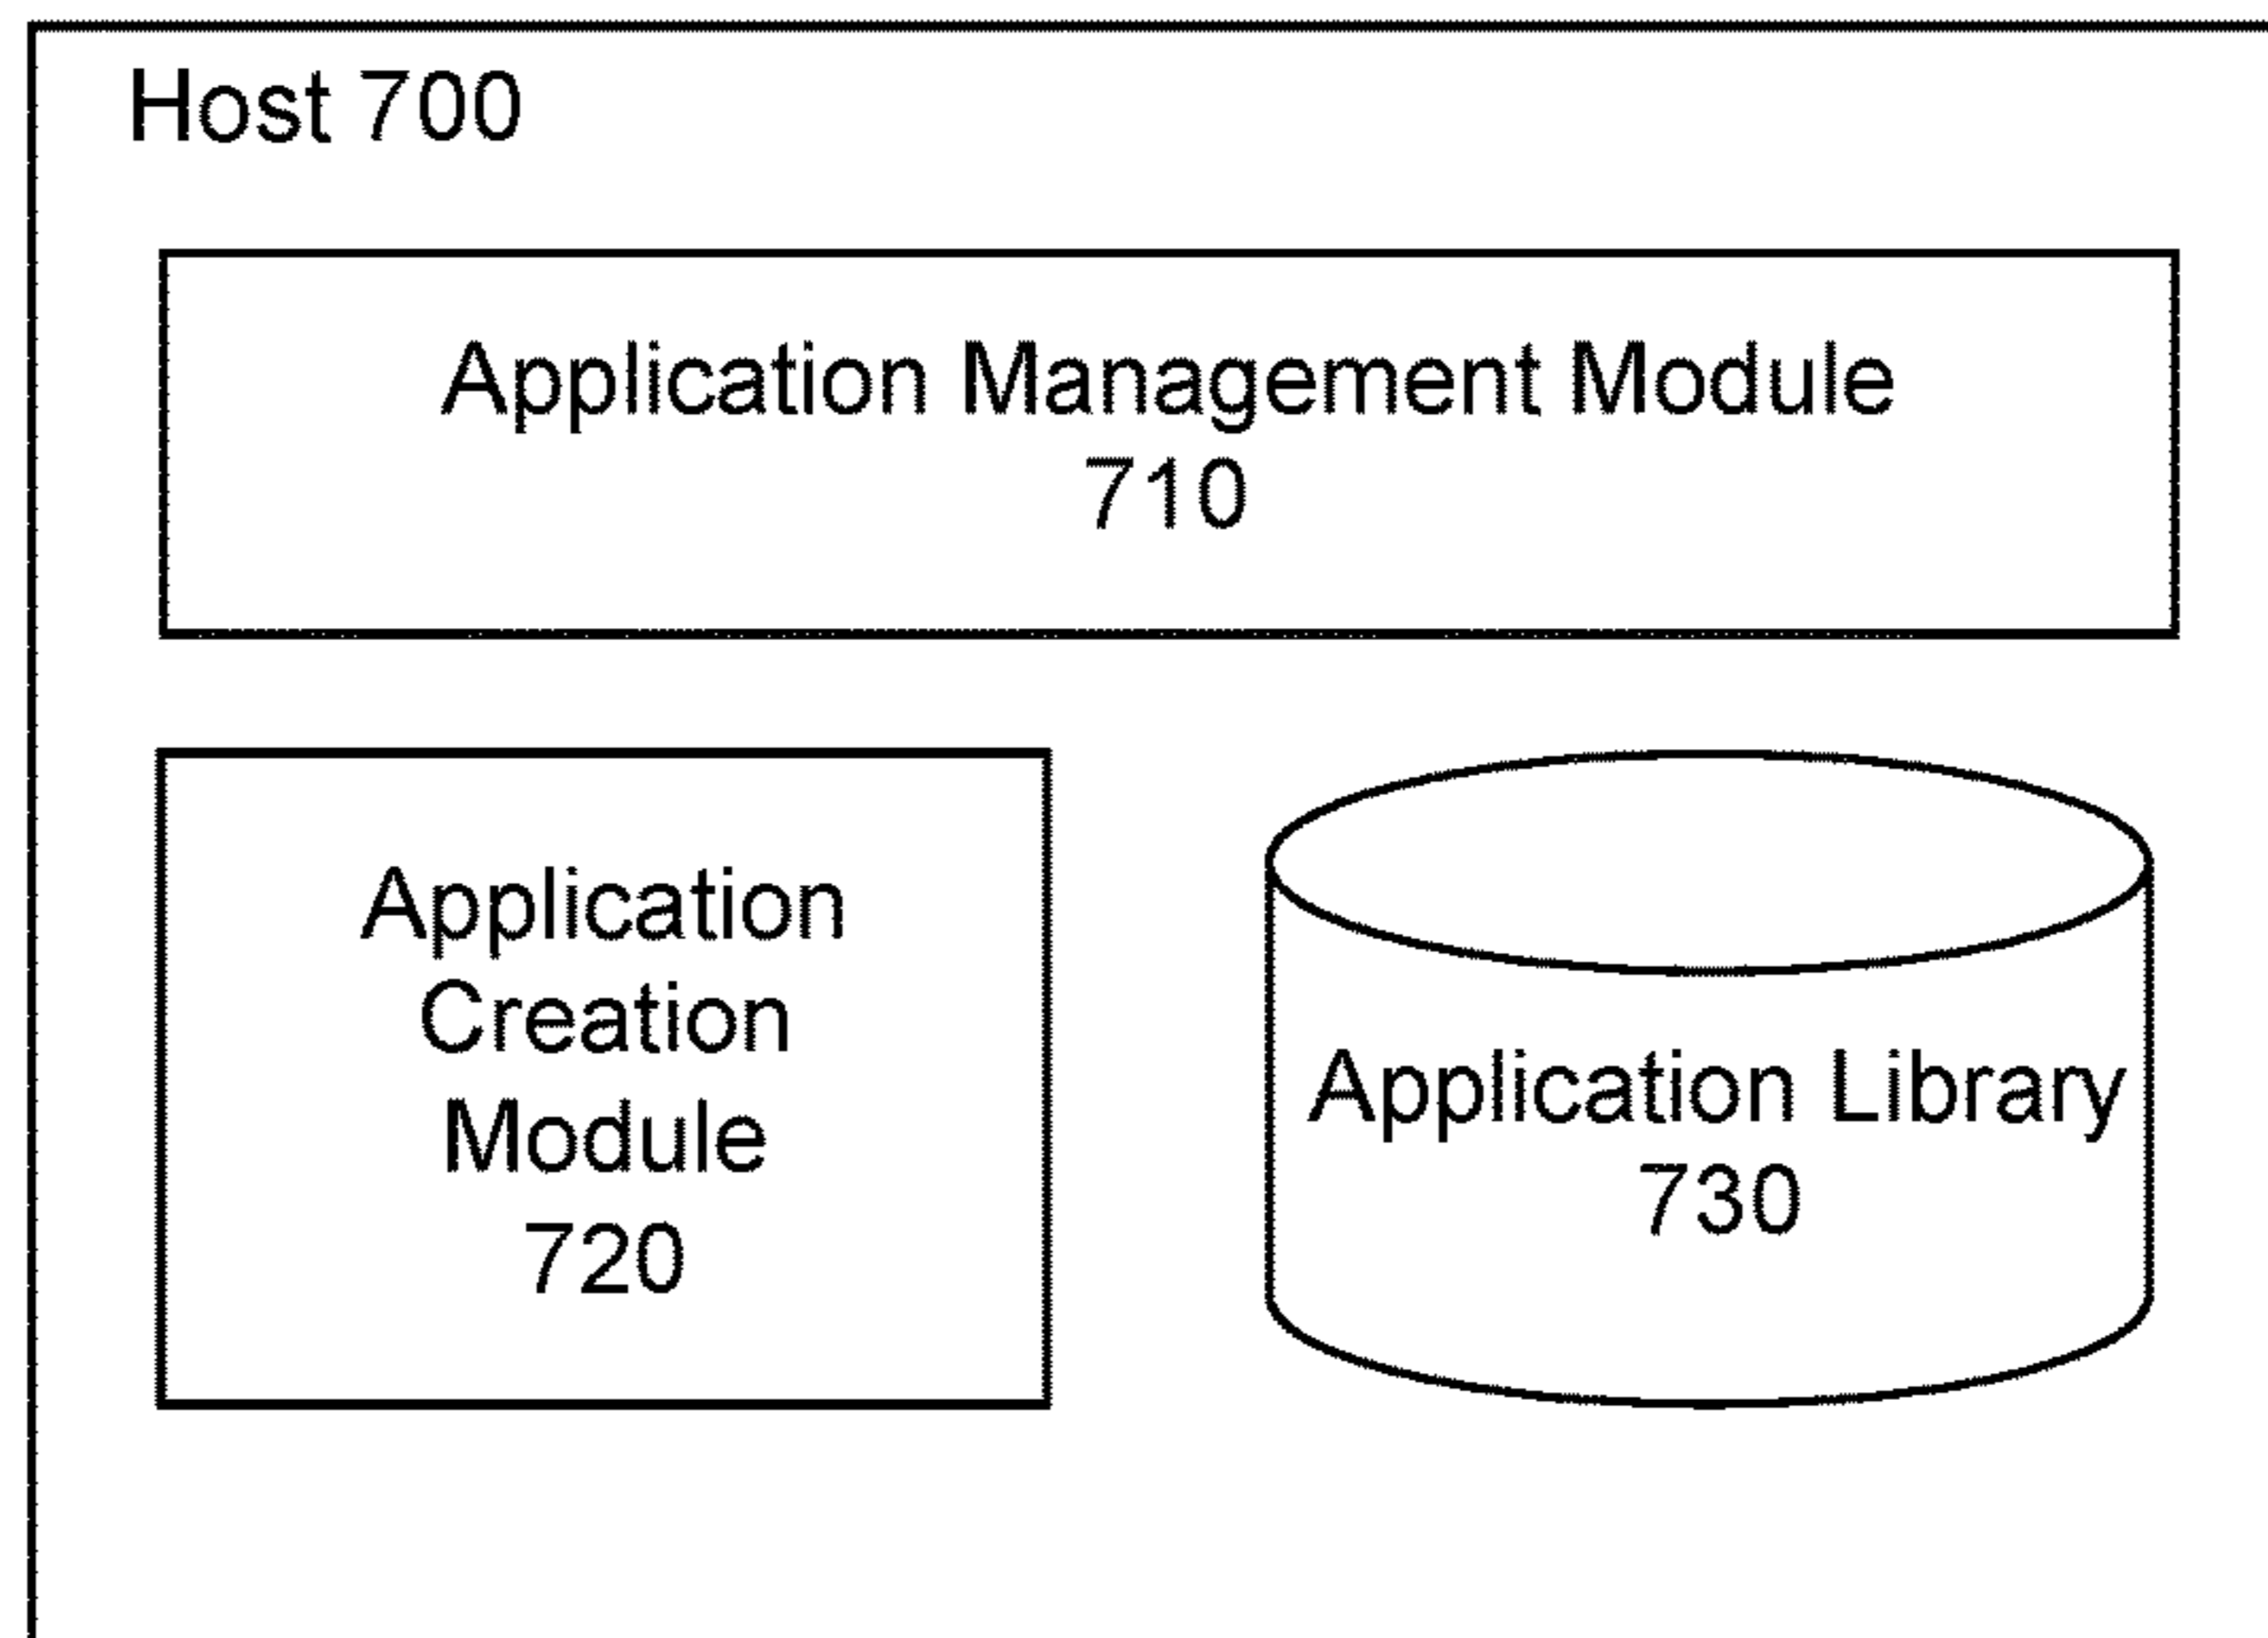 Host 700
Application Management Module
710
Application
Creation
Module
720
Application Library
730